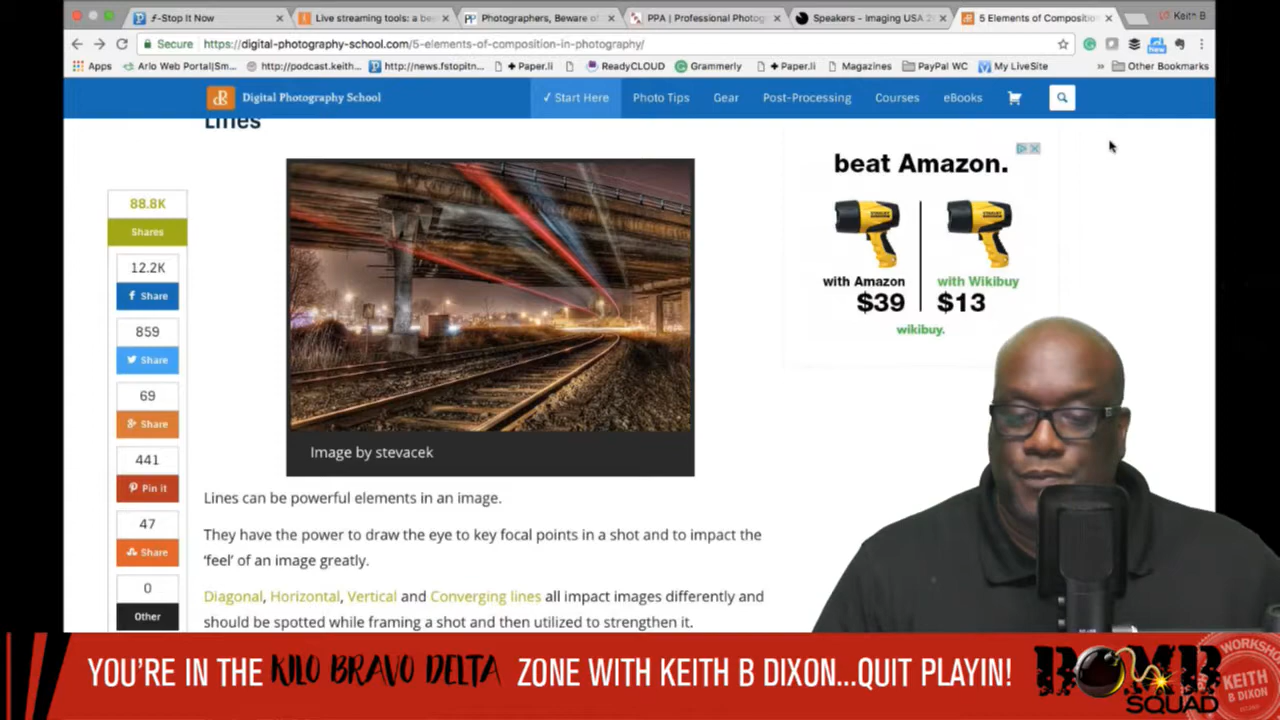 f-Stop It Now
Live streaming tools: a be
Photographers, Beware of
PPA | Professional Photog
Speakers - Imaging USA 2
5 Elements of Compositio
Keith B
Secure
https://digital-photography-school.com/5-elements-of-composition-in-photography/
New
Apps
Arlo Web Portal|Sm...
http://podcast.keith...
http://news.fstopitn...
Paper.li
ReadyCLOUD
Grammerly
Paper.li
Magazines
PayPal WC
My LiveSite
»
Other Bookmarks
dPS
Digital Photography School
✓ Start Here
Photo Tips
Gear
Post-Processing
Courses
eBooks
Lines
88.8K
Shares
12.2K
Share
859
Share
69
Share
441
Pin it
47
Share
0
Other
Image by stevacek
Lines can be powerful elements in an image.
They have the power to draw the eye to key focal points in a shot and to impact the
‘feel’ of an image greatly.
Diagonal, Horizontal, Vertical and Converging lines all impact images differently and
should be spotted while framing a shot and then utilized to strengthen it.
beat Amazon.
with Amazon
$39
with Wikibuy
$13
wikibuy.
YOU'RE IN THE KILO BRAVO DELTA ZONE WITH KEITH B DIXON...QUIT PLAYIN!
BOMB
SQUAD
WORKSHO
KEITH
B DIXON